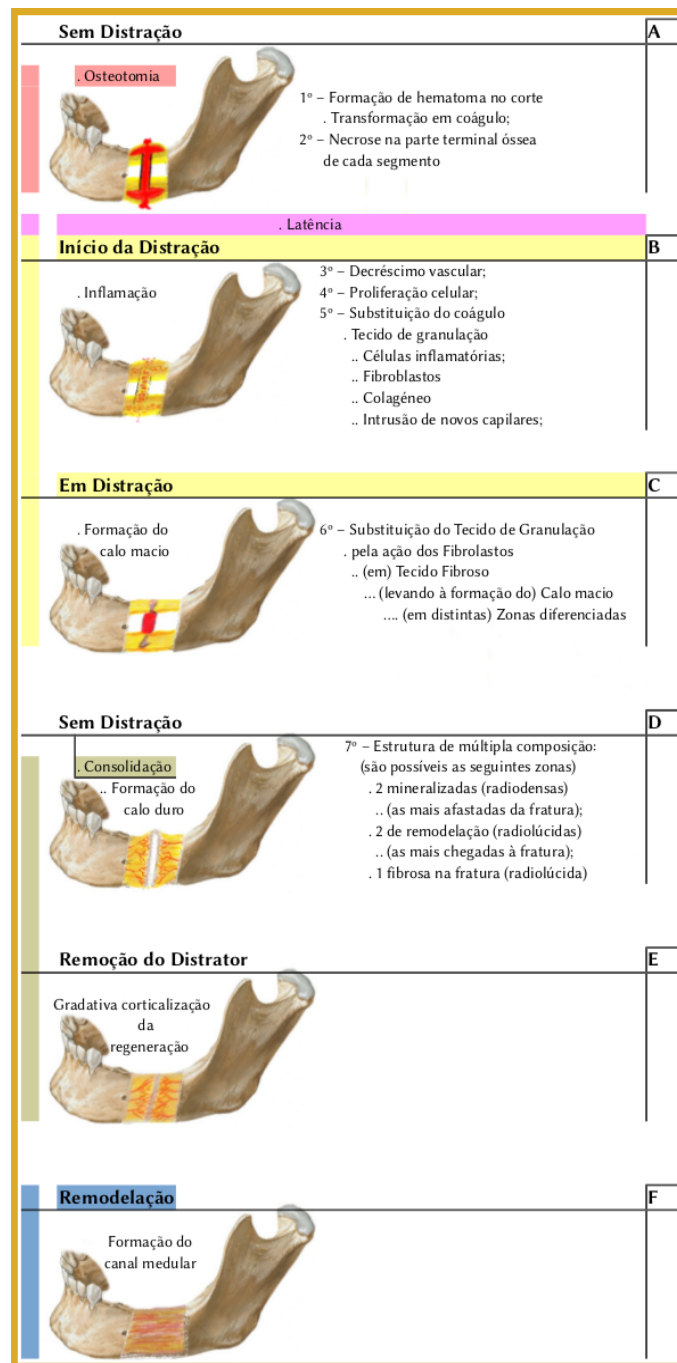 Sem Distração
A
. Osteotomia
1º – Formação de hematoma no corte
. Transformação em coágulo;
2º – Necrose na parte terminal óssea
de cada segmento
. Latência
Início da Distração
B
. Inflamação
3º – Decréscimo vascular;
4º – Proliferação celular;
5º – Substituição do coágulo
. Tecido de granulação
.. Células inflamatórias;
.. Fibroblastos
.. Colagéneo
.. Intrusão de novos capilares;
Em Distração
C
. Formação do
calo macio
6º – Substituição do Tecido de Granulação
. pela ação dos Fibrolastos
.. (em) Tecido Fibroso
... (levando à formação do) Calo macio
.... (em distintas) Zonas diferenciadas
Sem Distração
D
. Consolidação
.. Formação do
calo duro
7º – Estrutura de múltipla composição:
(são possíveis as seguintes zonas)
. 2 mineralizadas (radiodensas)
.. (as mais afastadas da fratura);
. 2 de remodelação (radiolúcidas)
.. (as mais chegadas à fratura);
. 1 fibrosa na fratura (radiolúcida)
Remoção do Distrator
E
Gradativa corticalização
da
regeneração
Remodelação
F
Formação do
canal medular